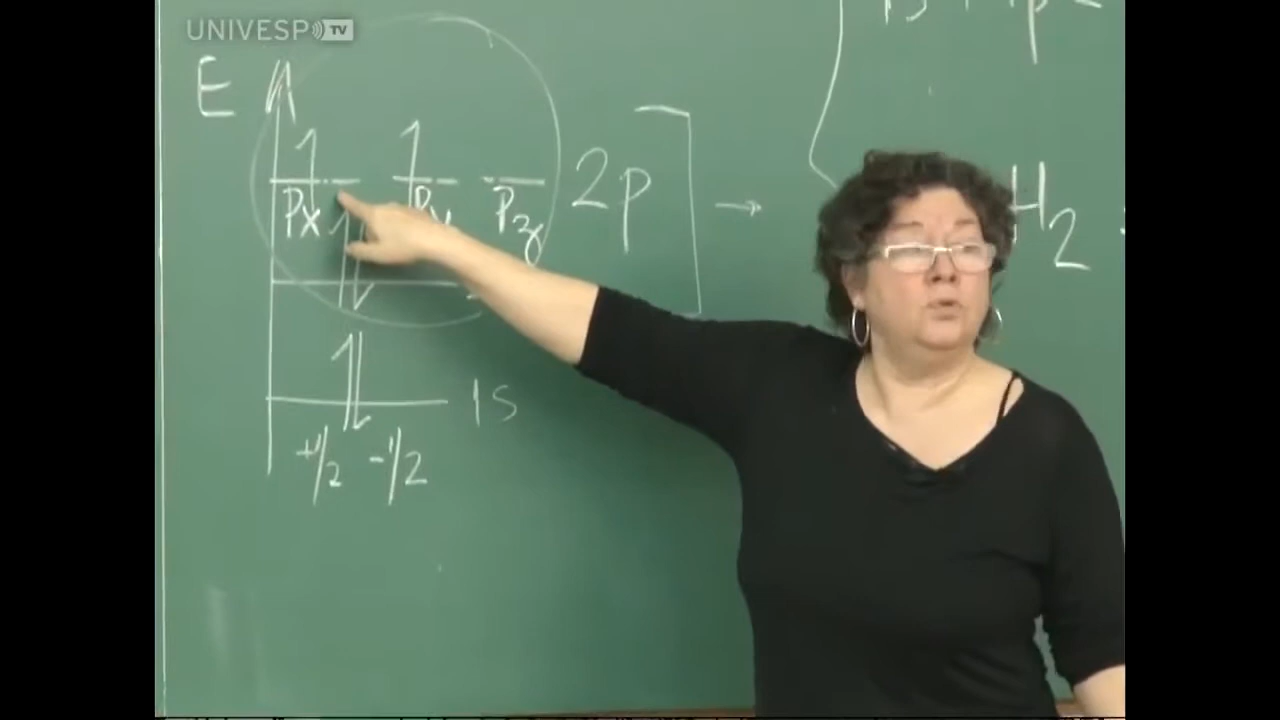 UNIVESP TV
E
Px Py Pz 2p
→ H2
1s
+1/2 -1/2